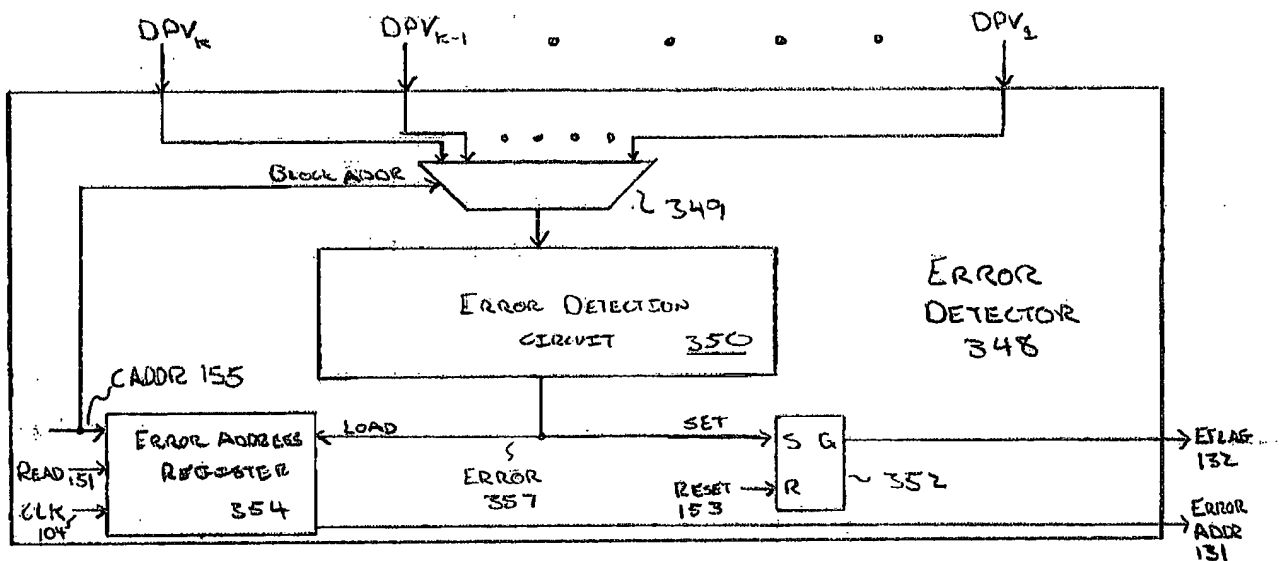 DPVk
DPVk-1
DPV1
BLOCK ADDR
349
ERROR DETECTION
CIRCUIT 350
ERROR
DETECTOR
348
CADDR 155
ERROR ADDRESS
REGISTER
354
READ 151
CLK
104
LOAD
ERROR
357
SET
S G
R
RESET
153
352
EFLAG
132
ERROR
ADDR
131